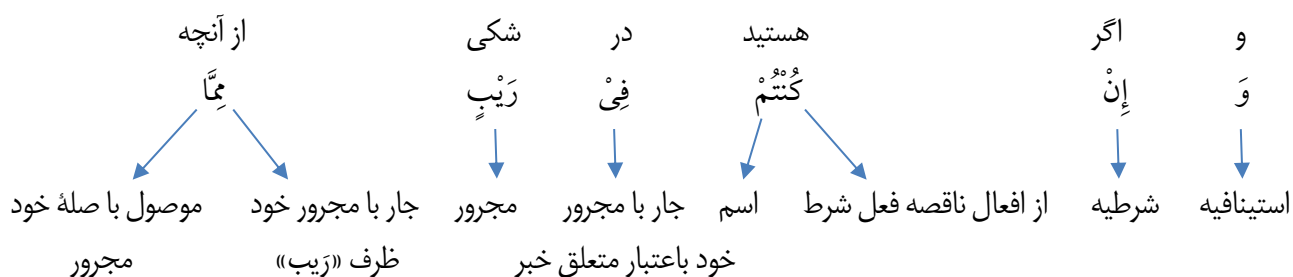 و اگر هستید در شکی از آنچه
وَ إِنْ كُنْتُمْ فِیْ رَیْبٍ مِمَّا
استینافیه شرطیه از افعال ناقصه فعل شرط اسم جار با مجرور مجرور جار با مجرور خود موصول با صلۀ خود
خود باعتبار متعلق خبر ظرف «رَیب» مجرور